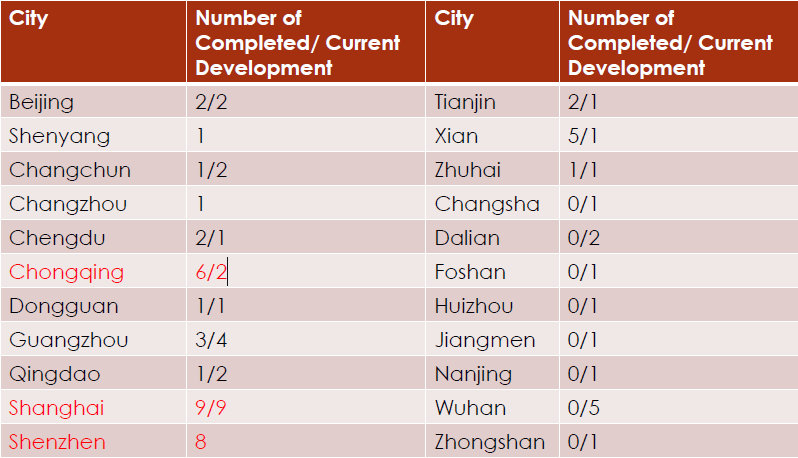 City Number of Completed/ Current Development City Number of Completed/ Current Development
Beijing 2/2 Tianjin 2/1
Shenyang 1 Xian 5/1
Changchun 1/2 Zhuhai 1/1
Changzhou 1 Changsha 0/1
Chengdu 2/1 Dalian 0/2
Chongqing 6/2 Foshan 0/1
Dongguan 1/1 Huizhou 0/1
Guangzhou 3/4 Jiangmen 0/1
Qingdao 1/2 Nanjing 0/1
Shanghai 9/9 Wuhan 0/5
Shenzhen 8 Zhongshan 0/1